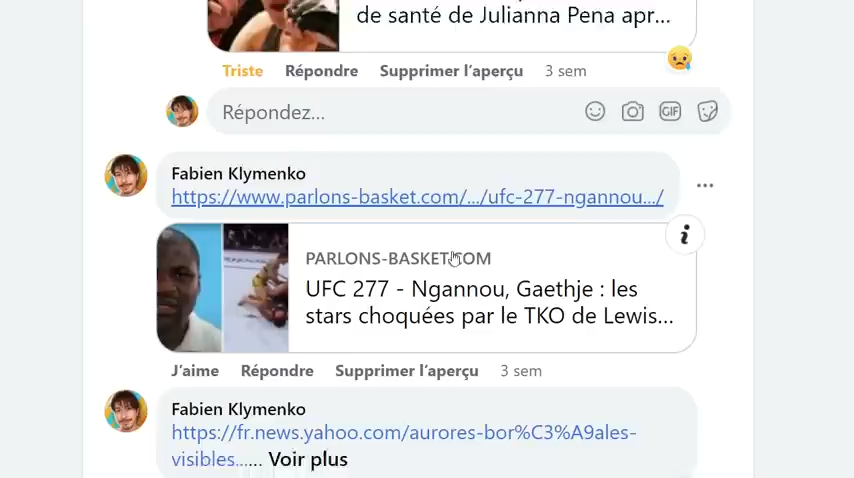 de santé de Julianna Pena apr...
Triste Répondre Supprimer l'aperçu 3 sem
Répondez...
GIF
Fabien Klymenko
https://www.parlons-basket.com/.../ufc-277-ngannou.../
PARLONS-BASKET.COM
UFC 277 - Ngannou, Gaethje : les
stars choquées par le TKO de Lewis...
J'aime Répondre Supprimer l'aperçu 3 sem
Fabien Klymenko
https://fr.news.yahoo.com/aurores-bor%C3%A9ales-
visibles...... Voir plus